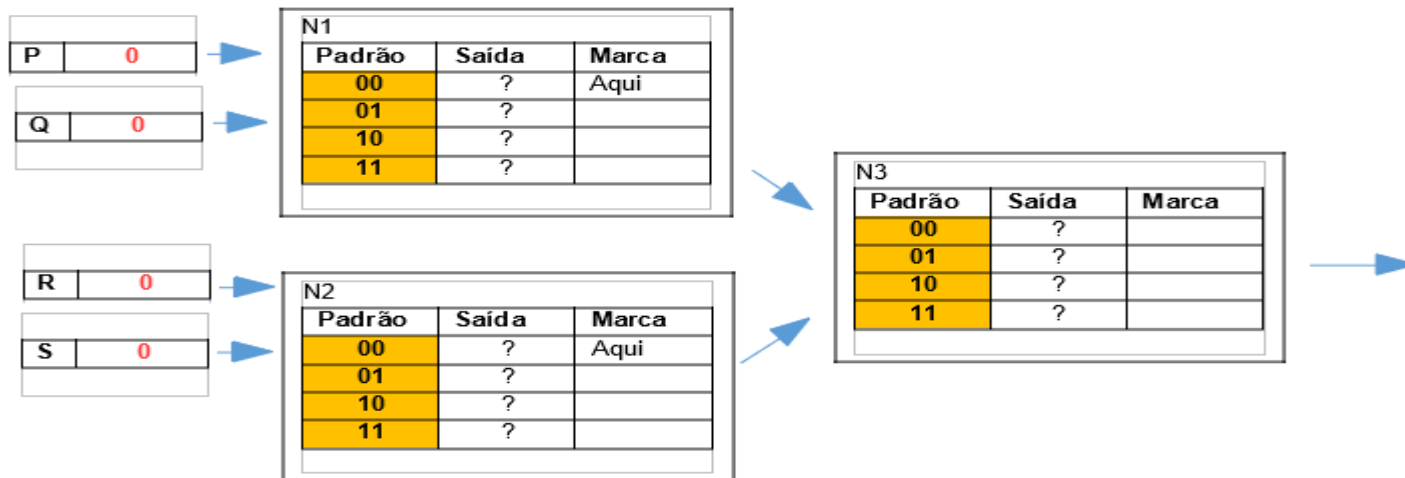 P 0
Q 0
N1
Padrão Saída Marca
00 ? Aqui
01 ?
10 ?
11 ?
R 0
S 0
N2
Padrão Saída Marca
00 ? Aqui
01 ?
10 ?
11 ?
N3
Padrão Saída Marca
00 ?
01 ?
10 ?
11 ?